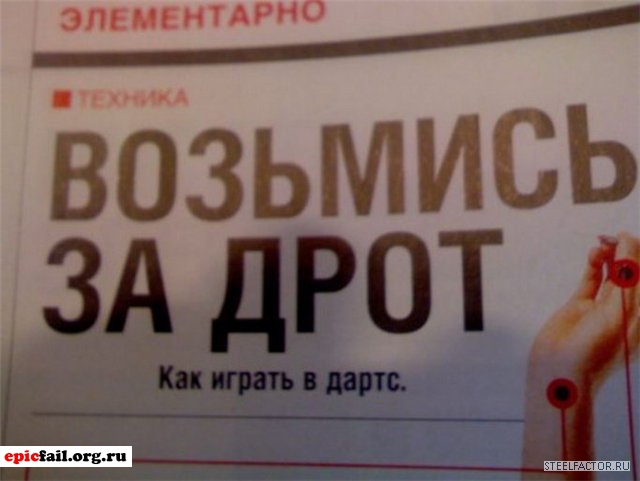 ЭЛЕМЕНТАРНО
ТЕХНИКА
ВОЗЬМИСЬ
ЗА ДРОТ
Как играть в дартс.
epicfail.org.ru
STEELFACTOR.RU